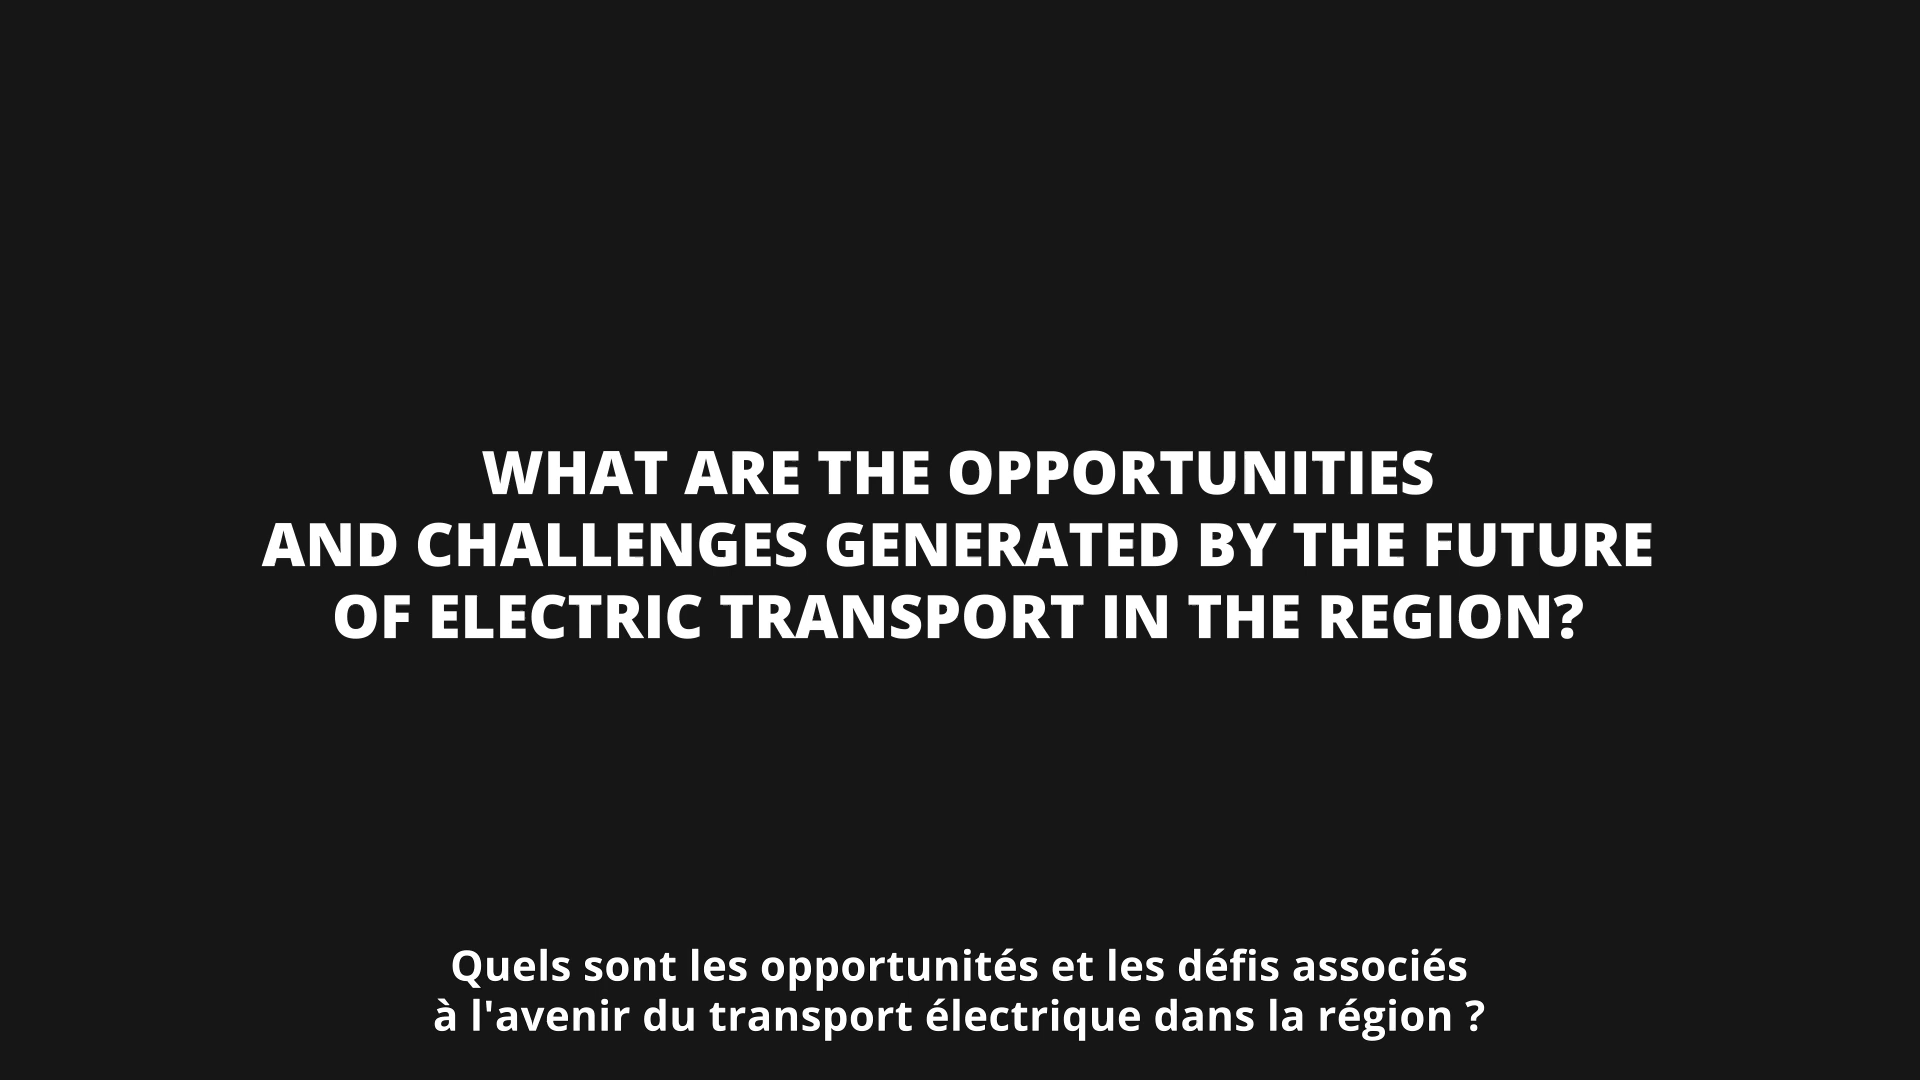 WHAT ARE THE OPPORTUNITIES
AND CHALLENGES GENERATED BY THE FUTURE
OF ELECTRIC TRANSPORT IN THE REGION?
Quels sont les opportunités et les défis associés
à l'avenir du transport électrique dans la région ?